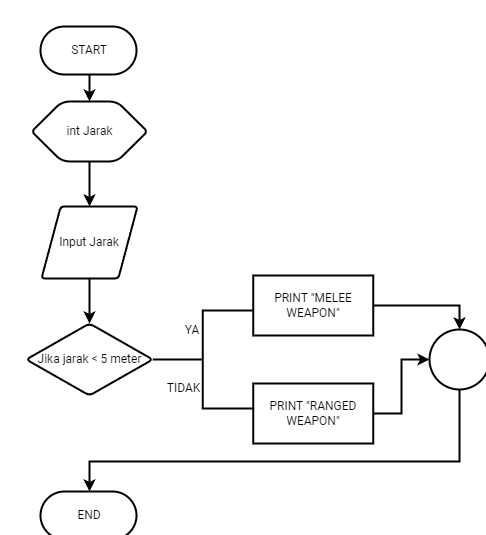 START
int Jarak
Input Jarak
Jika jarak < 5 meter
YA
TIDAK
PRINT "MELEE
WEAPON"
PRINT "RANGED
WEAPON"
END